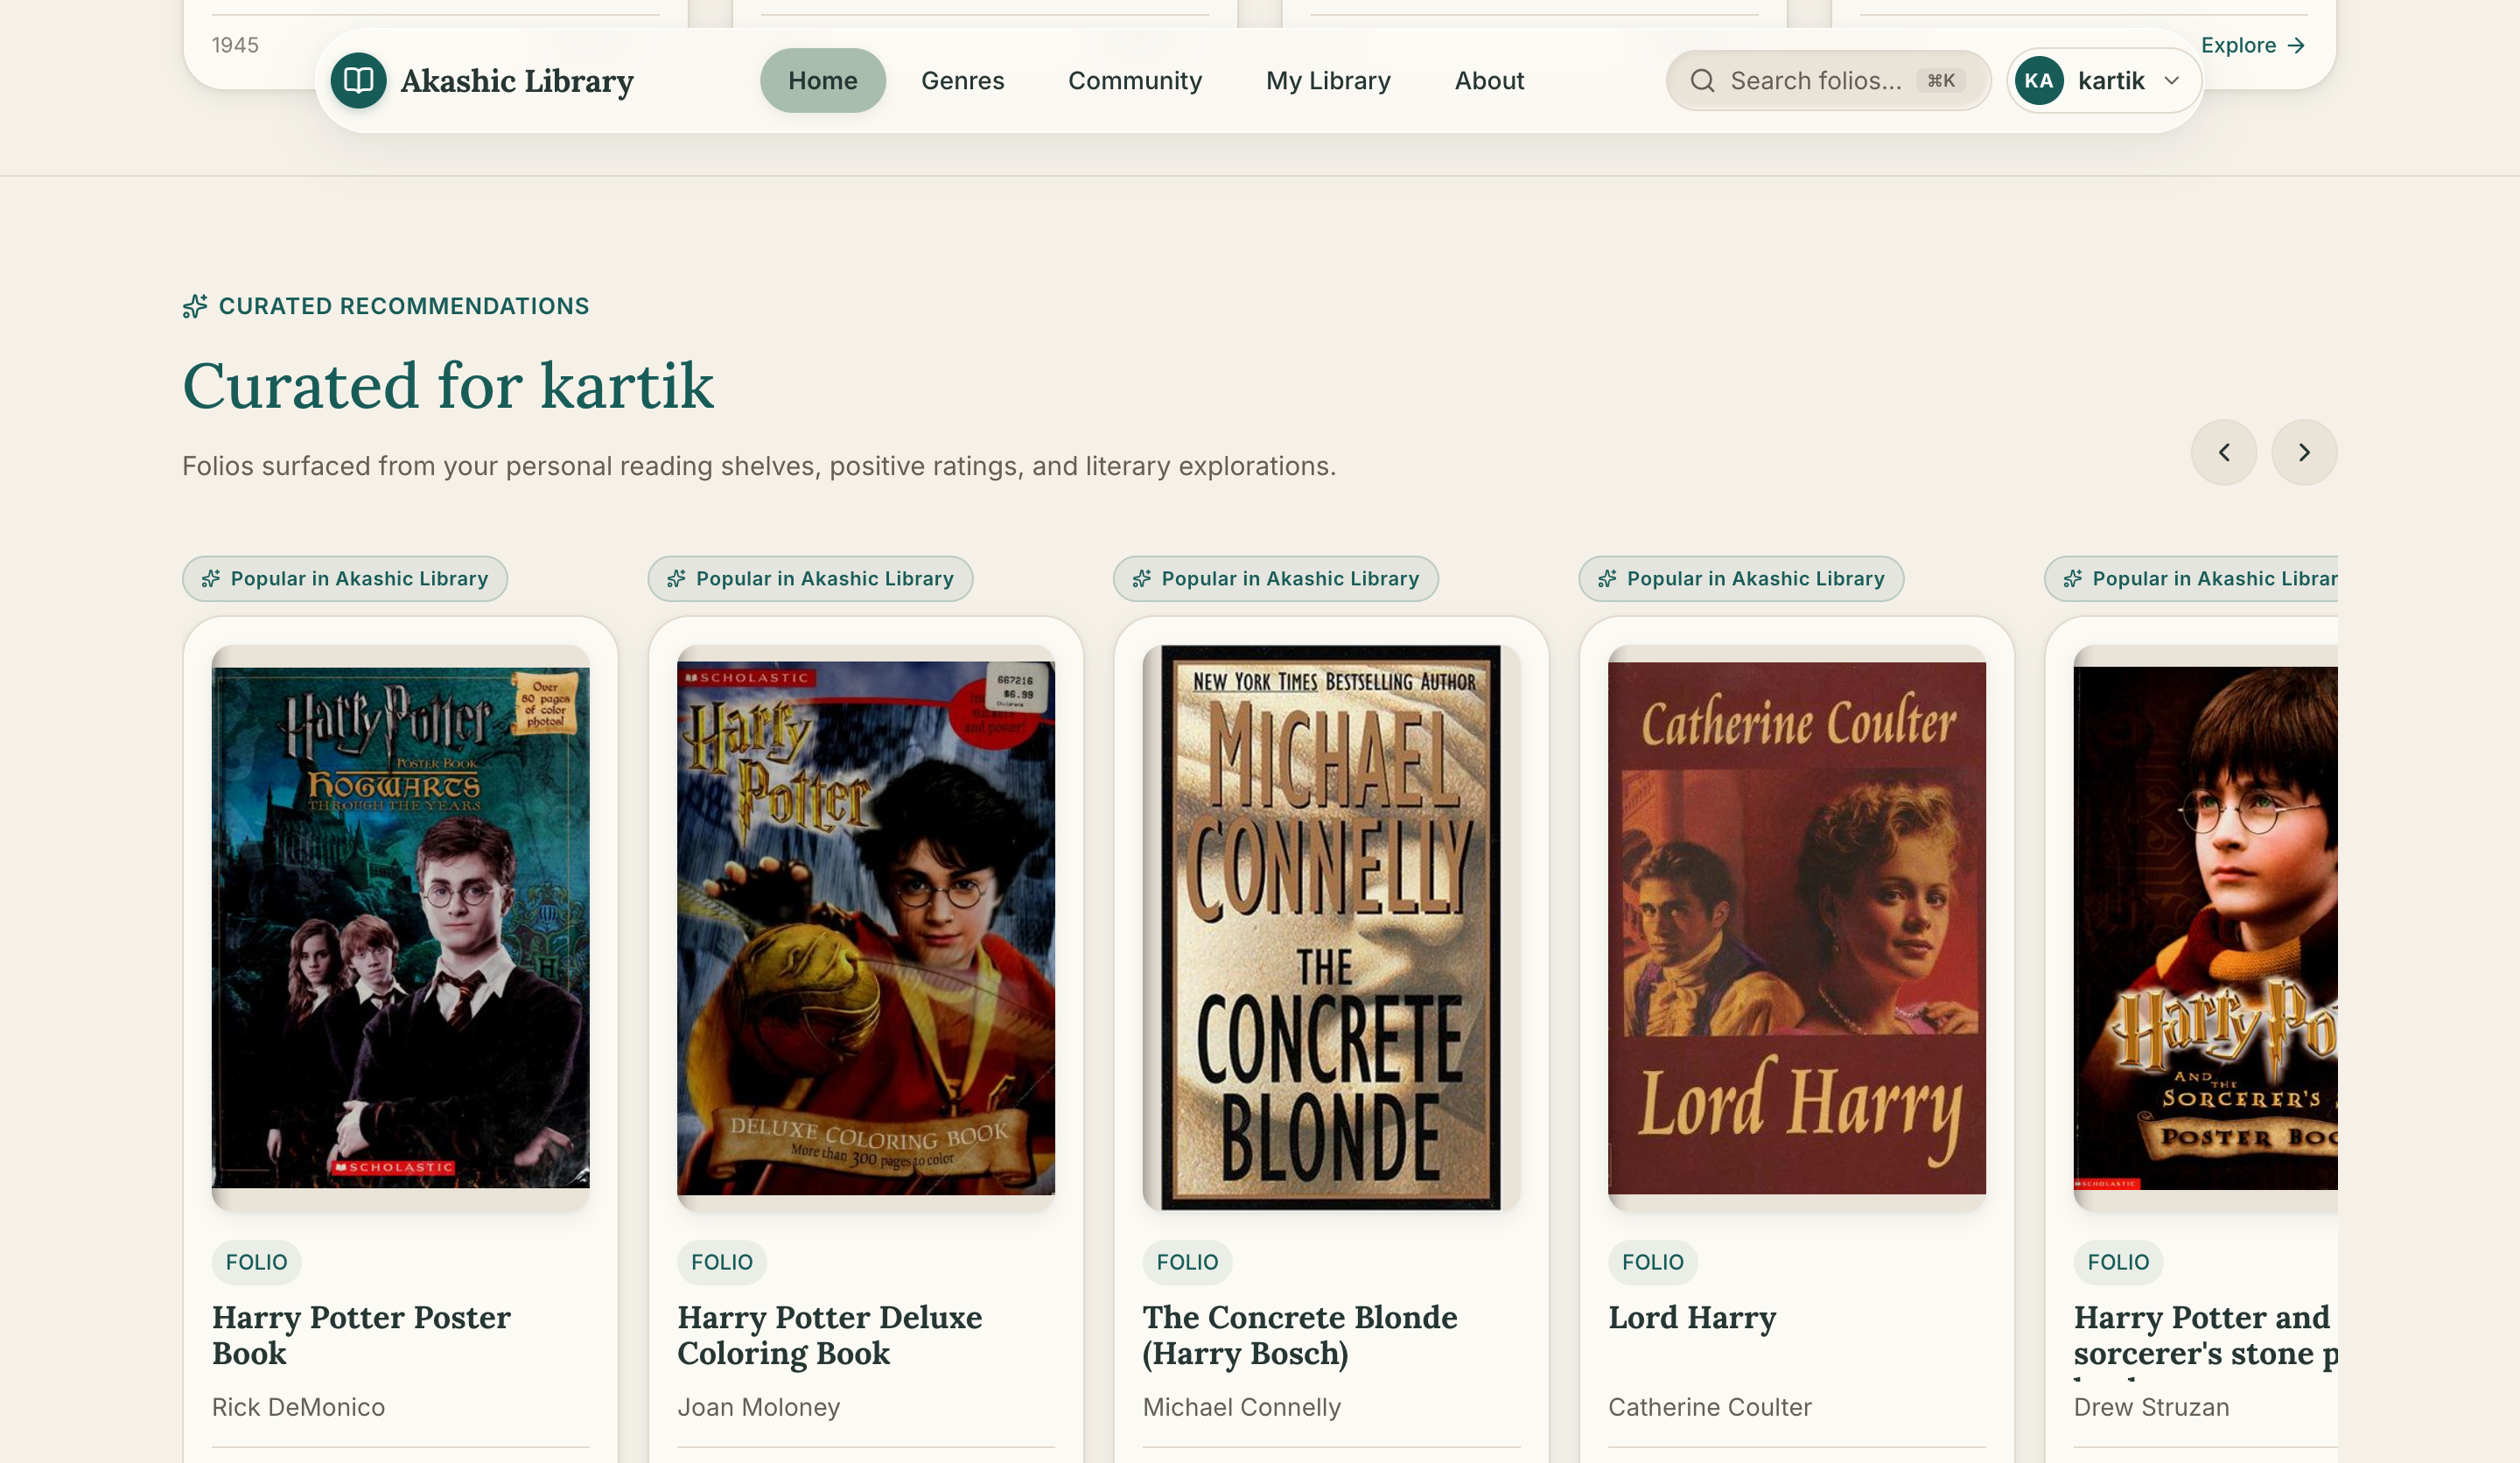 1945
Explore →
Akashic Library
Home
Genres
Community
My Library
About
Search folios...
⌘K
KA
kartik
CURATED RECOMMENDATIONS
Curated for kartik
Folios surfaced from your personal reading shelves, positive ratings, and literary explorations.
Popular in Akashic Library
Popular in Akashic Library
Popular in Akashic Library
Popular in Akashic Library
Popular in Akashic Librar
Harry Potter
POSTER BOOK
HOGWARTS
THROUGH THE YEARS
Over
80 pages
of color
photos!
H
SCHOLASTIC
SCHOLASTIC
667216
$6.99
stickers
and poster!
Harry
Potter
DELUXE COLORING BOOK
More than 300 pages to color
NEW YORK TIMES BESTSELLING AUTHOR
MICHAEL
CONNELLY
THE
CONCRETE
BLONDE
Catherine Coulter
Lord Harry
Harry Po
AND THE
SORCERER'S
POSTER BOO
SCHOLASTIC
FOLIO
Harry Potter Poster
Book
Rick DeMonico
FOLIO
Harry Potter Deluxe
Coloring Book
Joan Moloney
FOLIO
The Concrete Blonde
(Harry Bosch)
Michael Connelly
FOLIO
Lord Harry
Catherine Coulter
FOLIO
Harry Potter and
sorcerer's stone p
Drew Struzan